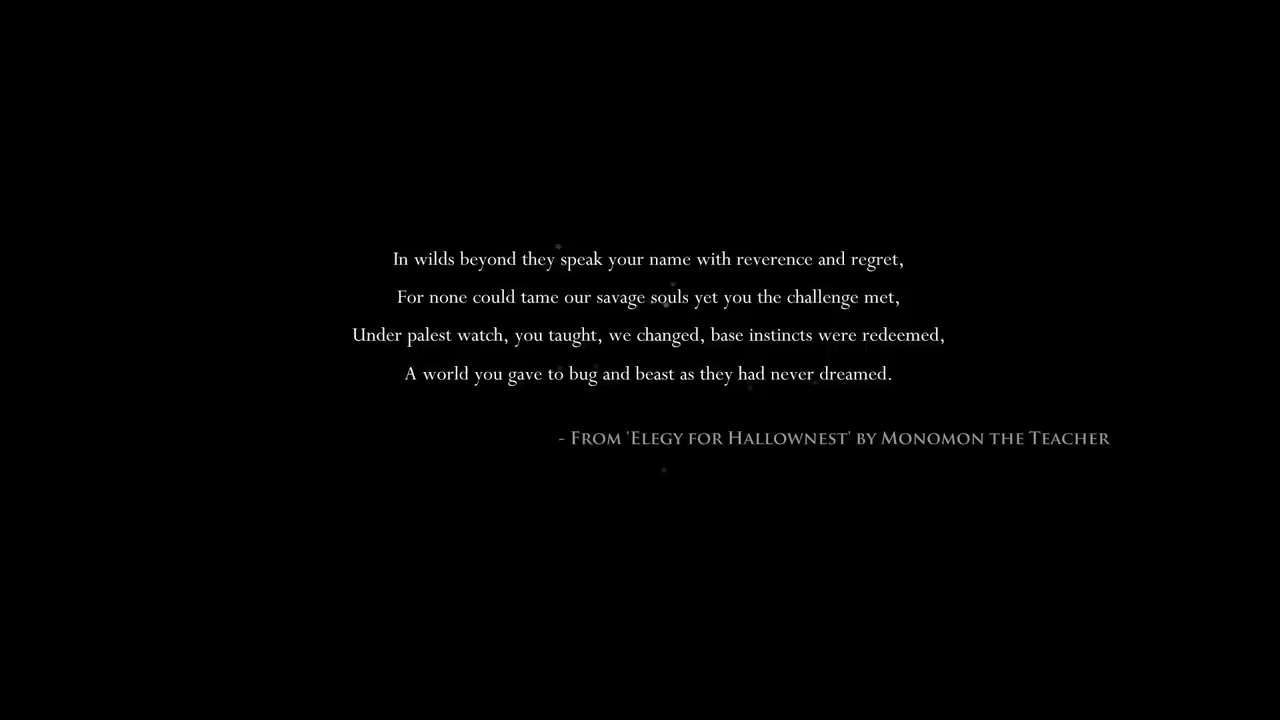 In wilds beyond they speak your name with reverence and regret,
For none could tame our savage souls yet you the challenge met,
Under palest watch, you taught, we changed, base instincts were redeemed,
A world you gave to bug and beast as they had never dreamed.
- From 'Elegy for Hallownest' by Monomon the Teacher